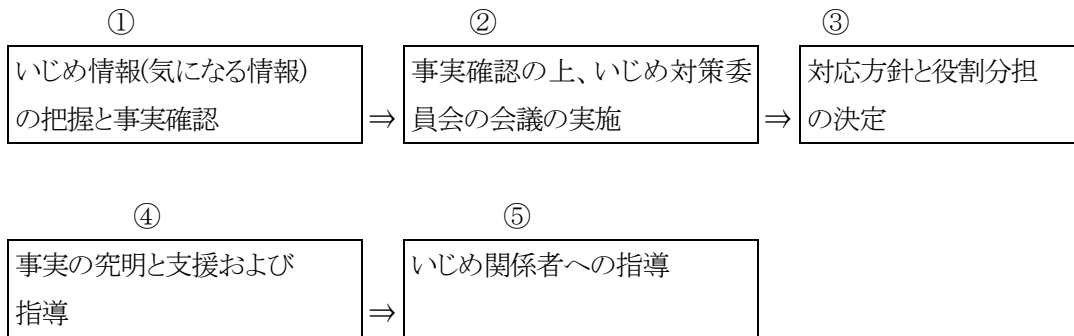 ① ② ③
いじめ情報(気になる情報)
の把握と事実確認
⇒
事実確認の上、いじめ対策委
員会の会議の実施
⇒
対応方針と役割分担
の決定
④ ⑤
事実の究明と支援および
指導
⇒
いじめ関係者への指導